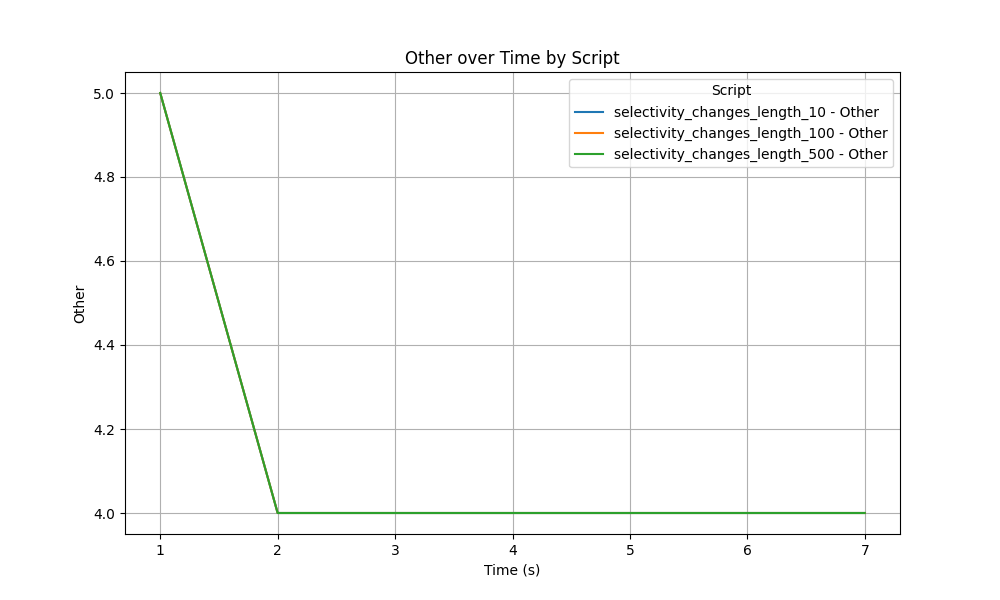 Other over Time by Script
Script
selectivity_changes_length_10 - Other
selectivity_changes_length_100 - Other
selectivity_changes_length_500 - Other
Other
5.0
4.8
4.6
4.4
4.2
4.0
1 2 3 4 5 6 7
Time (s)